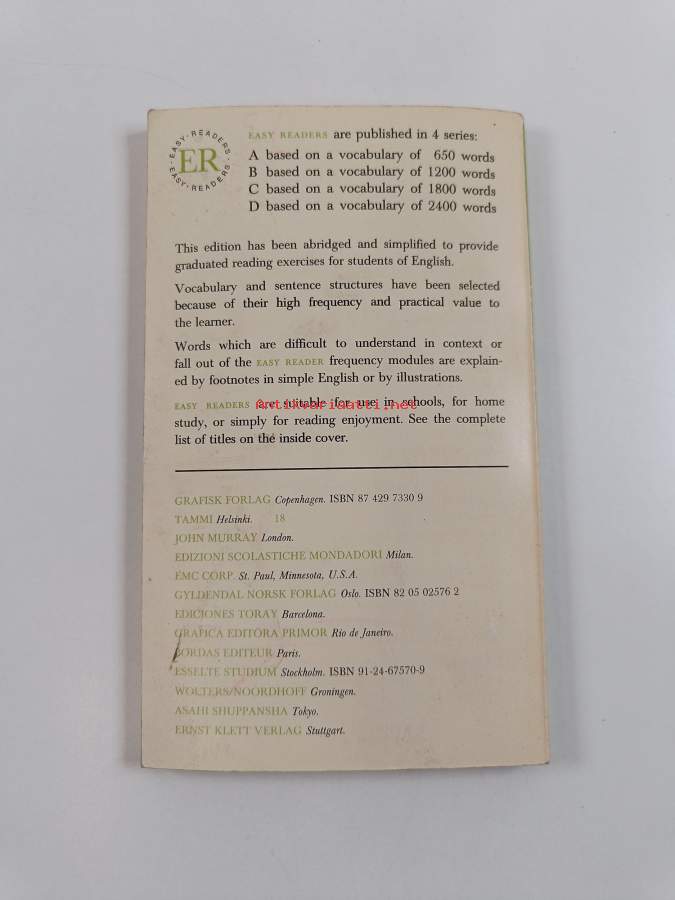 · EASY · READERS · EASY · READERS
ER
EASY READERS are published in 4 series:
A based on a vocabulary of 650 words
B based on a vocabulary of 1200 words
C based on a vocabulary of 1800 words
D based on a vocabulary of 2400 words
This edition has been abridged and simplified to provide
graduated reading exercises for students of English.
Vocabulary and sentence structures have been selected
because of their high frequency and practical value to
the learner.
Words which are difficult to understand in context or
fall out of the EASY READER frequency modules are explain-
ed by footnotes in simple English or by illustrations.
EASY READERS are suitable for use in schools, for home
Antikvariaatti.net
study, or simply for reading enjoyment. See the complete
list of titles on the inside cover.
GRAFISK FORLAG Copenhagen. ISBN 87 429 7330 9
TAMMI Helsinki. 18
JOHN MURRAY London.
EDIZIONI SCOLASTICHE MONDADORI Milan.
EMC CORP. St. Paul, Minnesota, U.S.A.
GYLDENDAL NORSK FORLAG Oslo. ISBN 82 05 02576 2
EDICIONES TORAY Barcelona.
GRAFICA EDITORA PRIMOR Rio de Janeiro.
BORDAS EDITEUR Paris.
ESSELTE STUDIUM Stockholm. ISBN 91-24-67570-9
WOLTERS/NOORDHOFF Groningen.
ASAHI SHUPPANSHA Tokyo.
ERNST KLETT VERLAG Stuttgart.